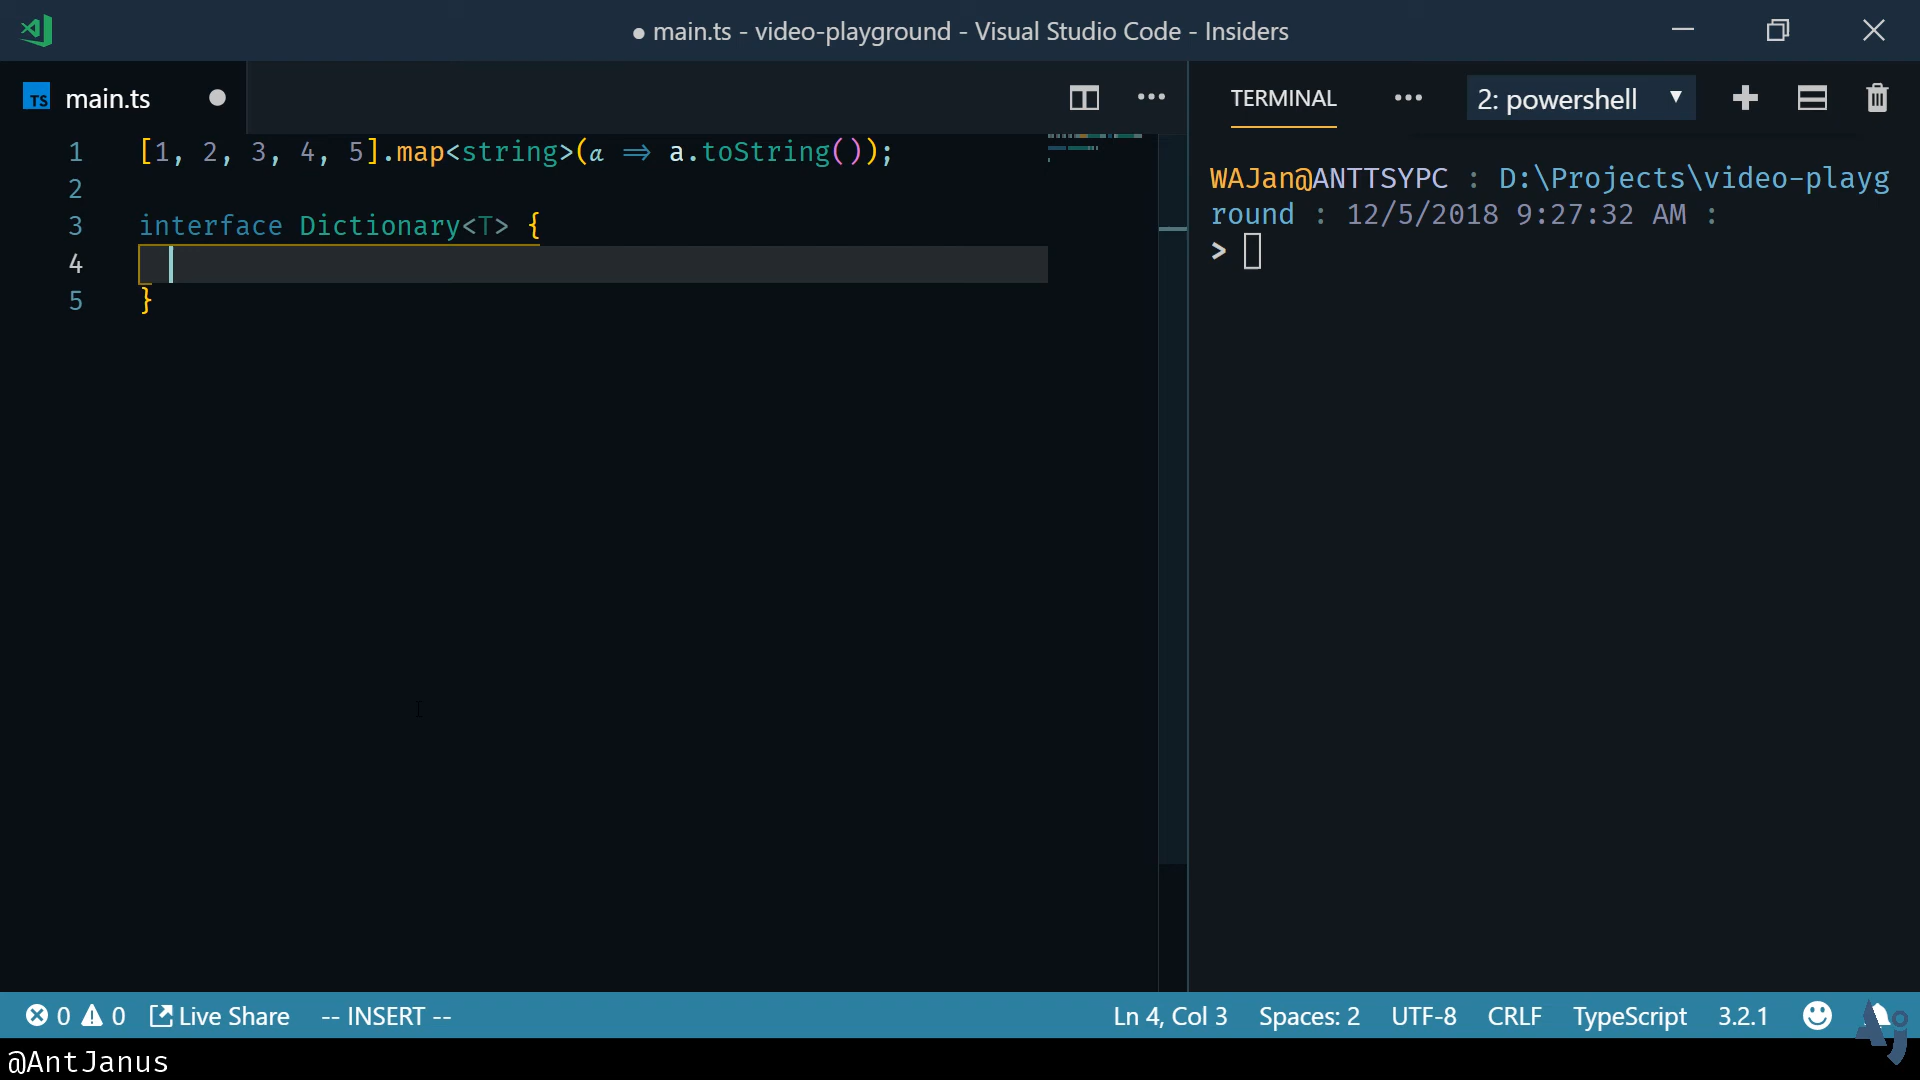 ● main.ts - video-playground - Visual Studio Code - Insiders
TS main.ts ●
1 [1, 2, 3, 4, 5].map<string>(a ⇒ a.toString());
2
3 interface Dictionary<T> {
4
5 }
TERMINAL ••• 2: powershell
WAJan@ANTTSYPC : D:\Projects\video-playg
round : 12/5/2018 9:27:32 AM :
>
0 0 Live Share -- INSERT -- Ln 4, Col 3 Spaces: 2 UTF-8 CRLF TypeScript 3.2.1
Aj
@AntJanus